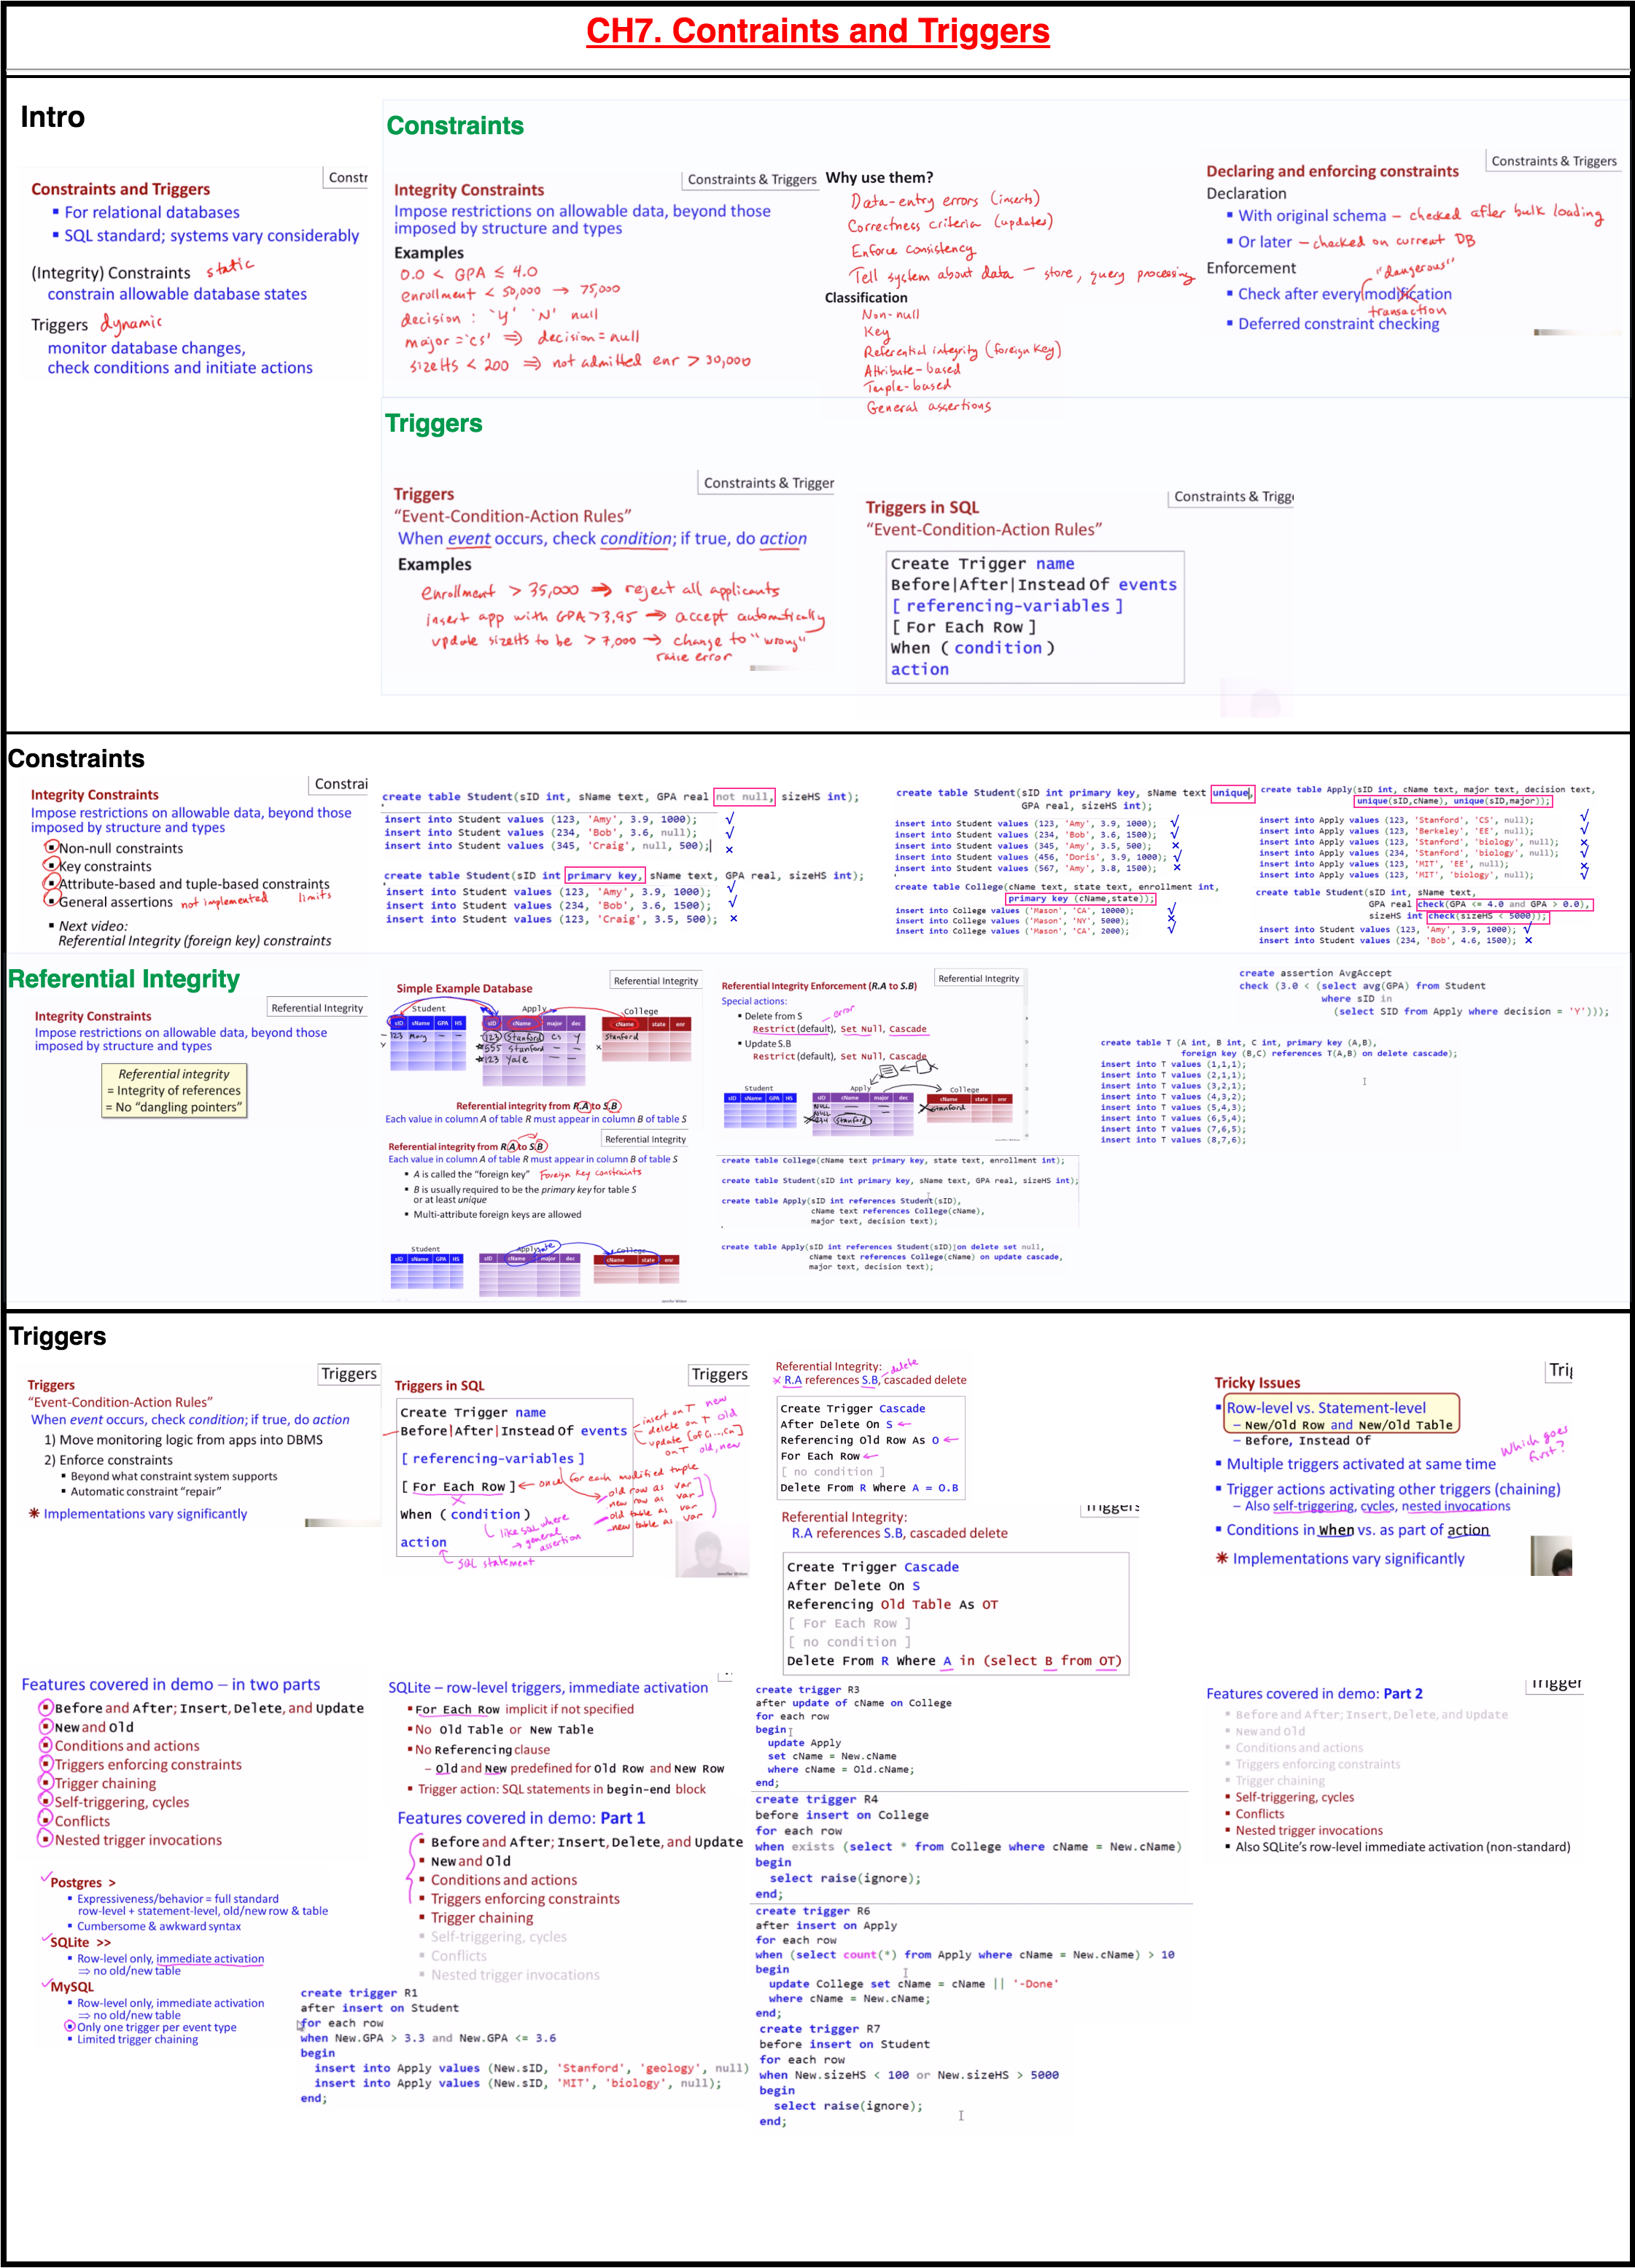 CH7. Contraints and Triggers
Intro
Constr
Constraints and Triggers
▪ For relational databases
▪ SQL standard; systems vary considerably
(Integrity) Constraints static
constrain allowable database states
Triggers dynamic
monitor database changes,
check conditions and initiate actions
Constraints
Constraints & Triggers
Integrity Constraints
Impose restrictions on allowable data, beyond those
imposed by structure and types
Examples
0.0 < GPA ≤ 4.0
enrollment < 50,000 → 75,000
decision : 'Y' 'N' null
major = 'CS' ⇒ decision = null
sizeHS < 200 ⇒ not admitted enr > 30,000
Why use them?
Data-entry errors (inserts)
Correctness criteria (updates)
Enforce consistency
Tell system about data – store, query processing
Classification
Non-null
Key
Referential integrity (foreign key)
Attribute-based
Tuple-based
General assertions
Constraints & Triggers
Declaring and enforcing constraints
Declaration
▪ With original schema – checked after bulk loading
▪ Or later – checked on current DB
Enforcement "dangerous"
▪ Check after every modification
transaction
▪ Deferred constraint checking
Triggers
Constraints & Trigger
Triggers
“Event-Condition-Action Rules”
When event occurs, check condition; if true, do action
Examples
enrollment > 35,000 → reject all applicants
insert app with GPA > 3.95 → accept automatically
update sizeHS to be > 7,000 → change to "wrong"
raise error
Constraints & Trigge
Triggers in SQL
“Event-Condition-Action Rules”
Create Trigger name
Before|After|Instead Of events
[ referencing-variables ]
[ For Each Row ]
When ( condition )
action
Constraints
Constrai
Integrity Constraints
Impose restrictions on allowable data, beyond those
imposed by structure and types
▪ Non-null constraints
▪ Key constraints
▪ Attribute-based and tuple-based constraints
▪ General assertions not implemented limits
▪ Next video:
Referential Integrity (foreign key) constraints
create table Student(sID int, sName text, GPA real not null, sizeHS int);
insert into Student values (123, 'Amy', 3.9, 1000); √
insert into Student values (234, 'Bob', 3.6, null); √
insert into Student values (345, 'Craig', null, 500); ×
create table Student(sID int primary key, sName text, GPA real, sizeHS int);
insert into Student values (123, 'Amy', 3.9, 1000); √
insert into Student values (234, 'Bob', 3.6, 1500); √
insert into Student values (123, 'Craig', 3.5, 500); ×
create table Student(sID int primary key, sName text unique,
GPA real, sizeHS int);
insert into Student values (123, 'Amy', 3.9, 1000); √
insert into Student values (234, 'Bob', 3.6, 1500); √
insert into Student values (345, 'Amy', 3.5, 500); ×
insert into Student values (456, 'Doris', 3.9, 1000); √
insert into Student values (567, 'Amy', 3.8, 1500); ×
create table College(cName text, state text, enrollment int,
primary key (cName,state));
insert into College values ('Mason', 'CA', 10000); √
insert into College values ('Mason', 'NY', 5000); ×
insert into College values ('Mason', 'CA', 2000); √
create table Apply(sID int, cName text, major text, decision text,
unique(sID,cName), unique(sID,major));
insert into Apply values (123, 'Stanford', 'CS', null); √
insert into Apply values (123, 'Berkeley', 'EE', null); √
insert into Apply values (123, 'Stanford', 'biology', null); ×
insert into Apply values (234, 'Stanford', 'biology', null); √
insert into Apply values (123, 'MIT', 'EE', null); ×
insert into Apply values (123, 'MIT', 'biology', null); √
create table Student(sID int, sName text,
GPA real check(GPA <= 4.0 and GPA > 0.0),
sizeHS int check(sizeHS < 5000));
insert into Student values (123, 'Amy', 3.9, 1000); √
insert into Student values (234, 'Bob', 4.6, 1500); ×
Referential Integrity
Referential Integrity
Integrity Constraints
Impose restrictions on allowable data, beyond those
imposed by structure and types
Referential integrity
= Integrity of references
= No “dangling pointers”
Referential Integrity
Simple Example Database
Student Apply College
sID sName GPA HS sID cName major dec cName state enr
123 Mary – – 123 Stanford CS Y Stanford
555 Stanford – –
123 Yale – –
Referential integrity from R.A to S.B
Each value in column A of table R must appear in column B of table S
Referential integrity from R.A to S.B
Referential Integrity
Each value in column A of table R must appear in column B of table S
▪ A is called the “foreign key” Foreign key constraints
▪ B is usually required to be the primary key for table S
or at least unique
▪ Multi-attribute foreign keys are allowed
Student Apply state College
sID sName GPA HS sID cName major dec cName state enr
Referential Integrity
Referential Integrity Enforcement (R.A to S.B)
Special actions:
▪ Delete from S – error
Restrict (default), Set Null, Cascade
▪ Update S.B
Restrict (default), Set Null, Cascade
Student Apply College
sID sName GPA HS sID cName major dec cName state enr
NULL
NULL
Stanford
Stanford
create table College(cName text primary key, state text, enrollment int);
create table Student(sID int primary key, sName text, GPA real, sizeHS int);
create table Apply(sID int references Student(sID),
cName text references College(cName),
major text, decision text);
create table Apply(sID int references Student(sID) on delete set null,
cName text references College(cName) on update cascade,
major text, decision text);
create assertion AvgAccept
check (3.0 < (select avg(GPA) from Student
where sID in
(select SID from Apply where decision = 'Y')));
create table T (A int, B int, C int, primary key (A,B),
foreign key (B,C) references T(A,B) on delete cascade);
insert into T values (1,1,1);
insert into T values (2,1,1);
insert into T values (3,2,1);
insert into T values (4,3,2);
insert into T values (5,4,3);
insert into T values (6,5,4);
insert into T values (7,6,5);
insert into T values (8,7,6);
Triggers
Triggers
Triggers
“Event-Condition-Action Rules”
When event occurs, check condition; if true, do action
1) Move monitoring logic from apps into DBMS
2) Enforce constraints
▪ Beyond what constraint system supports
▪ Automatic constraint “repair”
✱ Implementations vary significantly
Triggers
Triggers in SQL
Create Trigger name
Before|After|Instead Of events
insert on T new
delete on T old
update [of C1,...,Cn]
on T old, new
[ referencing-variables ]
[ For Each Row ] ← once for each modified tuple
old row as var
new row as var
old table as var
new table as var
When ( condition )
like SQL where
→ general
assertion
action
SQL statement
Referential Integrity: delete
R.A references S.B, cascaded delete
Create Trigger Cascade
After Delete On S ←
Referencing Old Row As O ←
For Each Row ←
[ no condition ]
Delete From R Where A = O.B
Triggers
Referential Integrity:
R.A references S.B, cascaded delete
Create Trigger Cascade
After Delete On S
Referencing Old Table As OT
[ For Each Row ]
[ no condition ]
Delete From R Where A in (select B from OT)
Tri
Tricky Issues
▪ Row-level vs. Statement-level
– New/Old Row and New/Old Table
– Before, Instead Of
▪ Multiple triggers activated at same time
Which goes
first?
▪ Trigger actions activating other triggers (chaining)
– Also self-triggering, cycles, nested invocations
▪ Conditions in When vs. as part of action
✱ Implementations vary significantly
Features covered in demo – in two parts
▪ Before and After; Insert, Delete, and Update
▪ New and Old
▪ Conditions and actions
▪ Triggers enforcing constraints
▪ Trigger chaining
▪ Self-triggering, cycles
▪ Conflicts
▪ Nested trigger invocations
Postgres >
▪ Expressiveness/behavior = full standard
row-level + statement-level, old/new row & table
▪ Cumbersome & awkward syntax
SQLite >>
▪ Row-level only, immediate activation
⇒ no old/new table
MySQL
▪ Row-level only, immediate activation
⇒ no old/new table
▪ Only one trigger per event type
▪ Limited trigger chaining
SQLite – row-level triggers, immediate activation
▪ For Each Row implicit if not specified
▪ No Old Table or New Table
▪ No Referencing clause
– Old and New predefined for Old Row and New Row
▪ Trigger action: SQL statements in begin-end block
Features covered in demo: Part 1
▪ Before and After; Insert, Delete, and Update
▪ New and Old
▪ Conditions and actions
▪ Triggers enforcing constraints
▪ Trigger chaining
▪ Self-triggering, cycles
▪ Conflicts
▪ Nested trigger invocations
create trigger R1
after insert on Student
for each row
when New.GPA > 3.3 and New.GPA <= 3.6
begin
insert into Apply values (New.sID, 'Stanford', 'geology', null)
insert into Apply values (New.sID, 'MIT', 'biology', null);
end;
create trigger R3
after update of cName on College
for each row
begin
update Apply
set cName = New.cName
where cName = Old.cName;
end;
create trigger R4
before insert on College
for each row
when exists (select * from College where cName = New.cName)
begin
select raise(ignore);
end;
create trigger R6
after insert on Apply
for each row
when (select count(*) from Apply where cName = New.cName) > 10
begin
update College set cName = cName || '-Done'
where cName = New.cName;
end;
create trigger R7
before insert on Student
for each row
when New.sizeHS < 100 or New.sizeHS > 5000
begin
select raise(ignore);
end;
Trigger
Features covered in demo: Part 2
▪ Before and After; Insert, Delete, and Update
▪ New and Old
▪ Conditions and actions
▪ Triggers enforcing constraints
▪ Trigger chaining
▪ Self-triggering, cycles
▪ Conflicts
▪ Nested trigger invocations
▪ Also SQLite’s row-level immediate activation (non-standard)